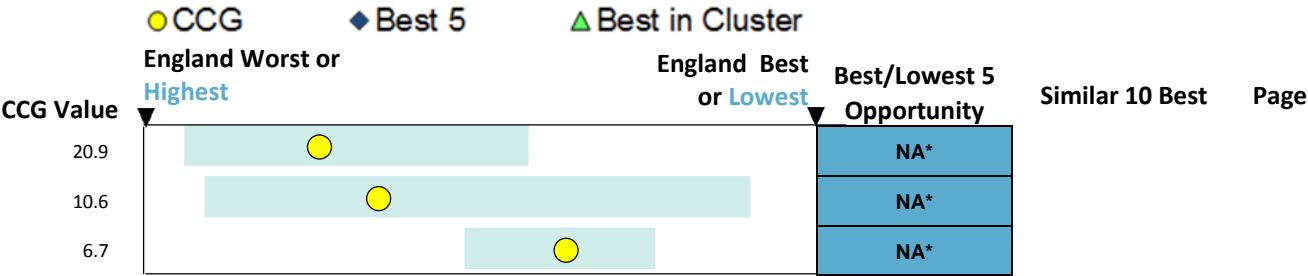 CCG Best 5 Best in Cluster
England Worst or Highest
England Best or Lowest
Best/Lowest 5 Opportunity
CCG Value
Similar 10 Best
Page
20.9 NA*
10.6 NA*
6.7 NA*